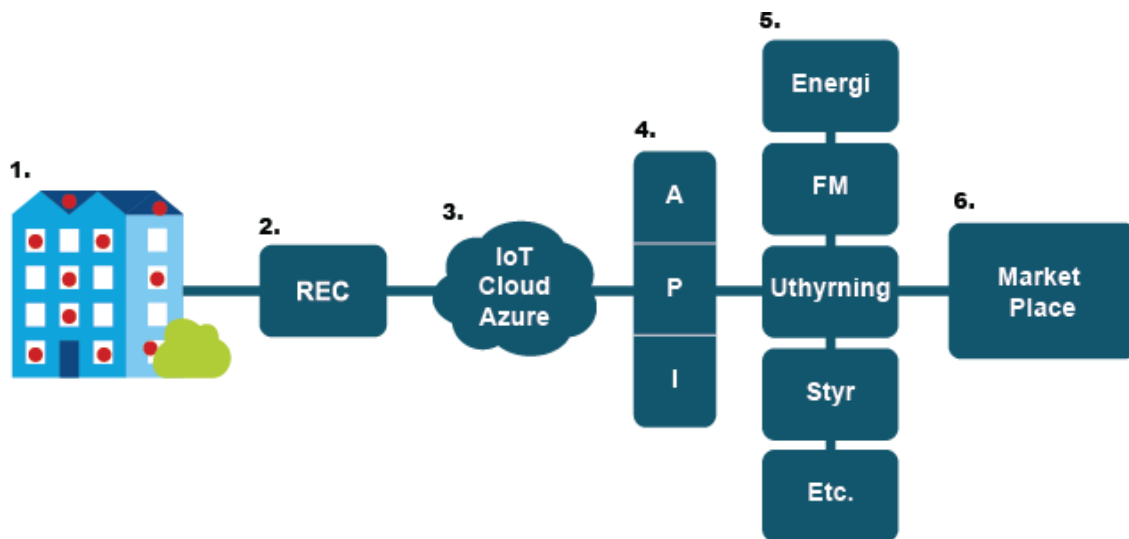 1.
2.
REC
3.
IoT
Cloud
Azure
4.
A
P
I
5.
Energi
FM
Uthyrning
Styr
Etc.
6.
Market
Place